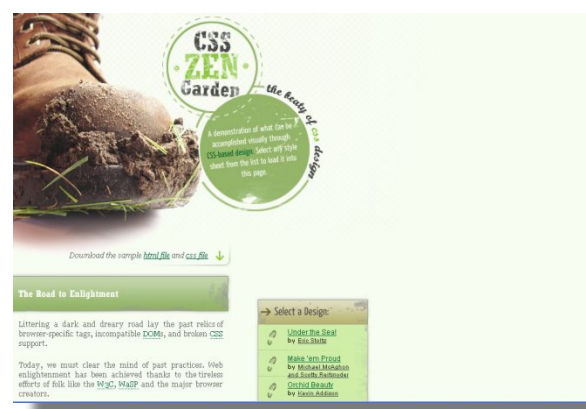 CSS
ZEN
Garden
the beaty of css design
A demonstration of what can be
accomplished visually through
CSS-based design. Select any style
sheet from the list to load it into
this page.
Download the sample html file and css file
The Road to Enlightment
Littering a dark and dreary road lay the past relics of
browser-specific tags, incompatible DOMs, and broken CSS
support.
Today, we must clear the mind of past practices. Web
enlightenment has been achieved thanks to the tireless
efforts of folk like the W3C, WaSP and the major browser
creators.
Select a Design:
Under the Sea!
by Eric Stoltz
Make 'em Proud
by Michael McAghon
and Scotty Reifsnyder
Orchid Beauty
by Kevin Addison